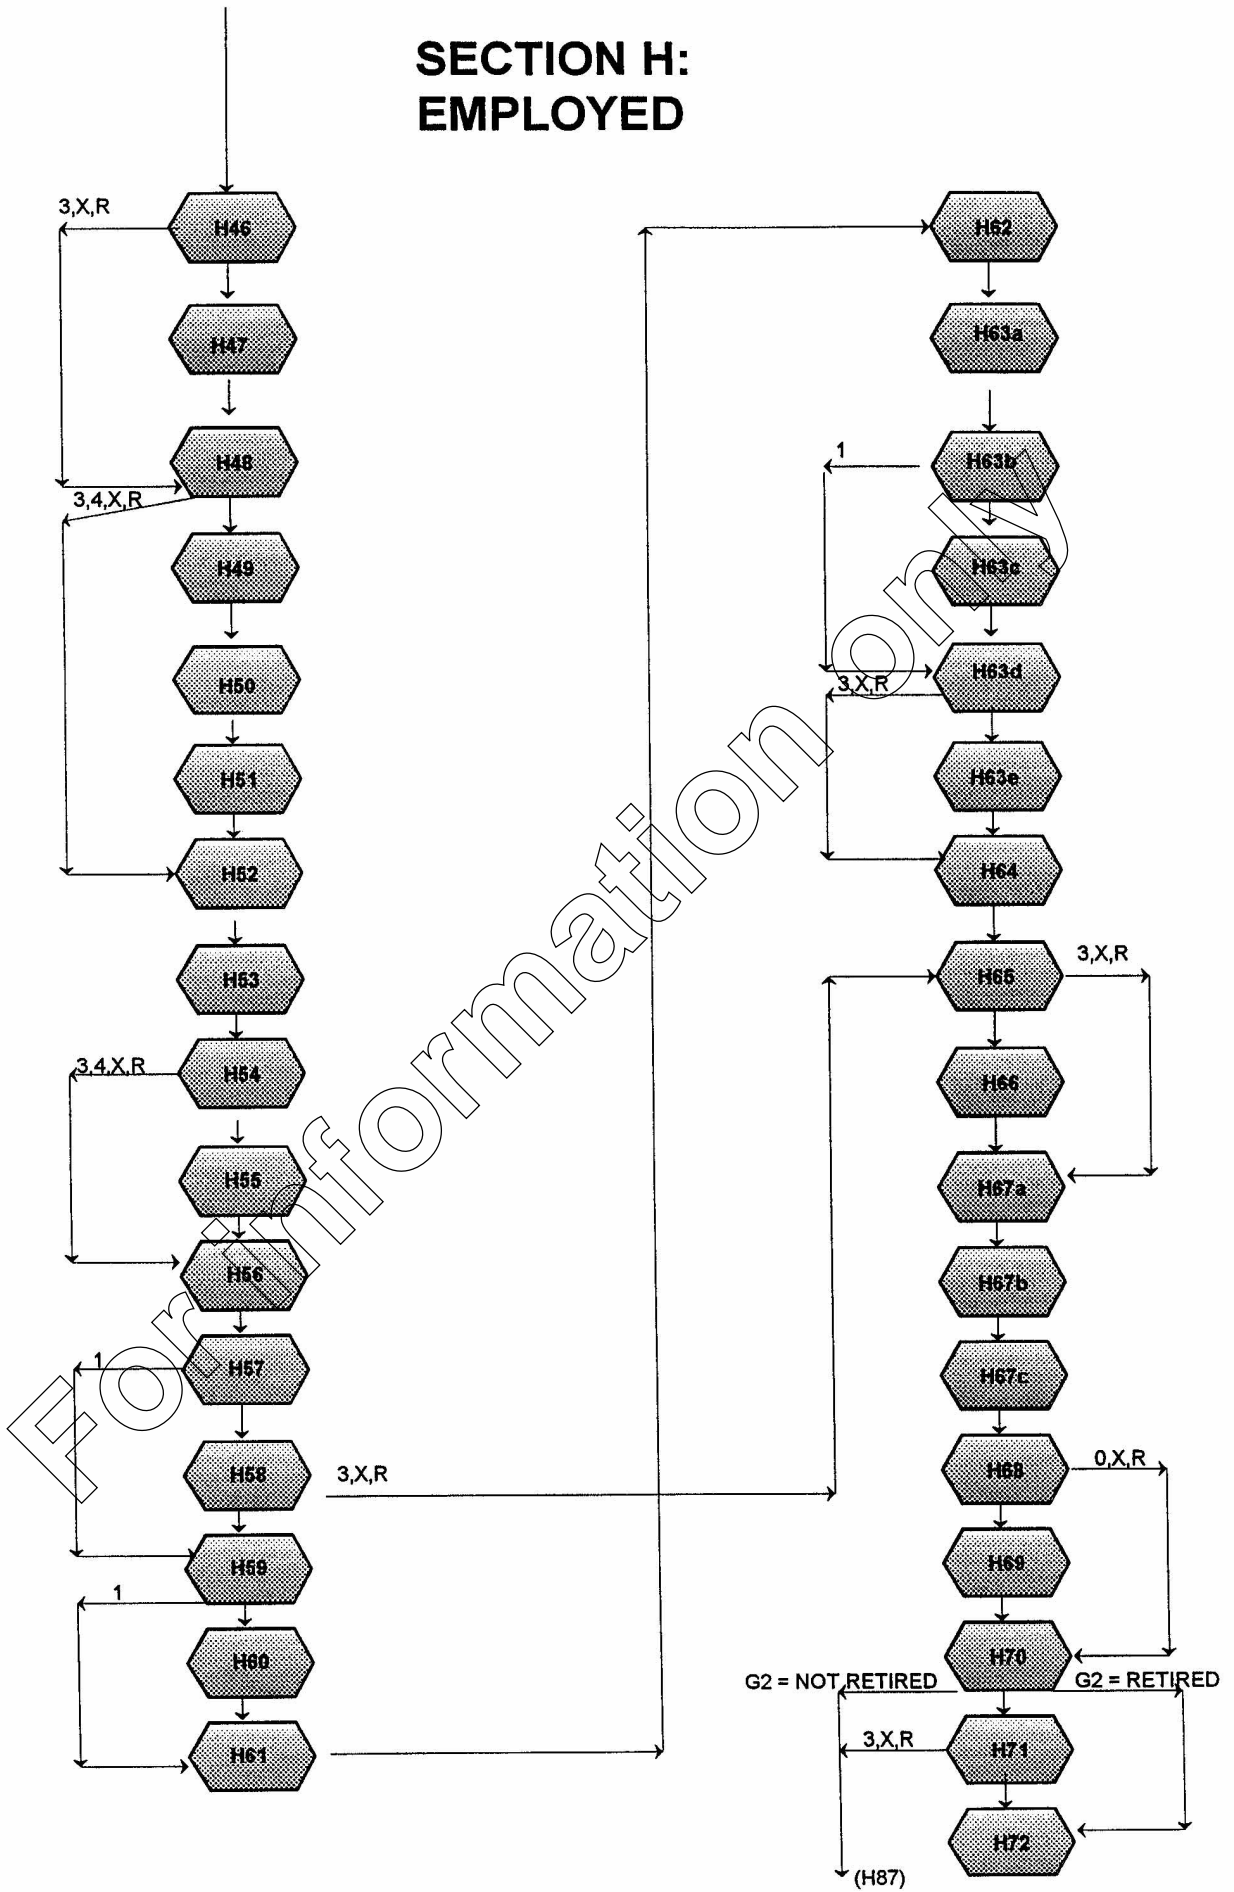 SECTION H:
EMPLOYED
3,X,R
H46
H47
H48
3,4,X,R
H49
H50
H51
H52
H53
3,4,X,R
H54
H55
H56
1
H57
H58
3,X,R
H59
1
H60
H61
H62
H63a
1
H63b
H63c
H63d
3,X,R
H63e
H64
H65
3,X,R
H66
H67a
H67b
H67c
H68
0,X,R
H69
H70
G2 = NOT RETIRED
G2 = RETIRED
3,X,R
H71
H72
(H87)
For information only